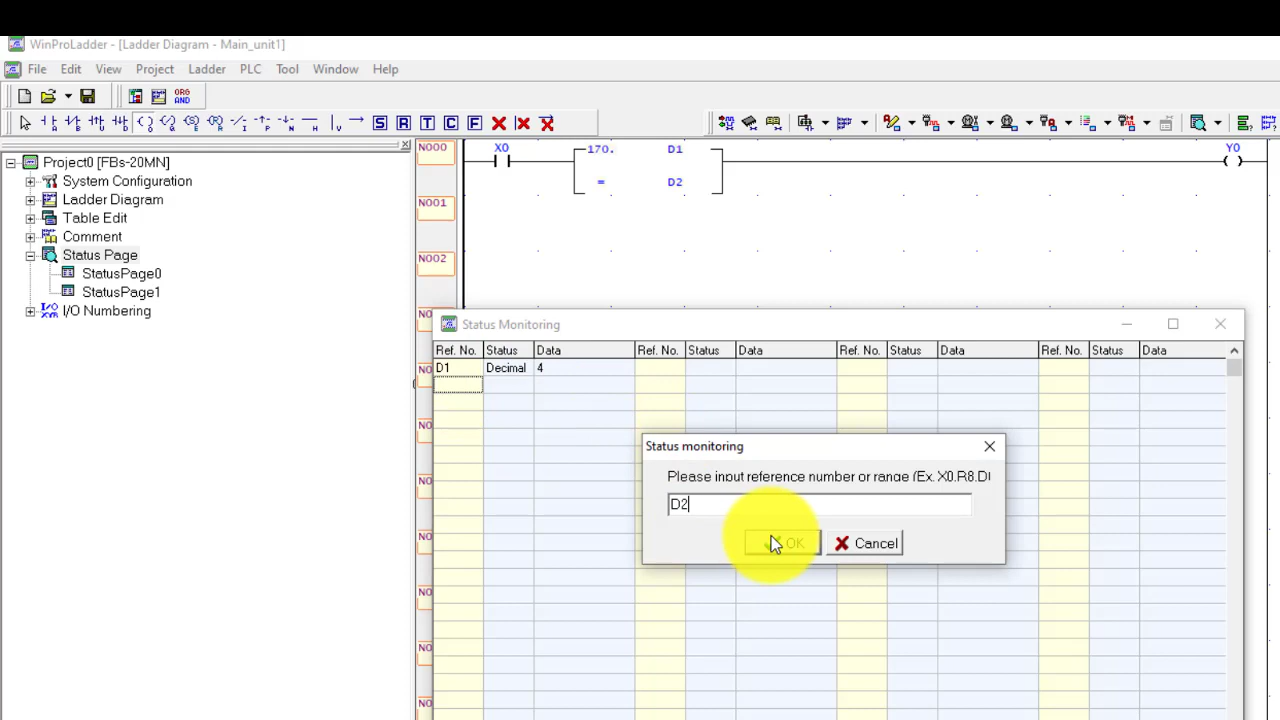 WinProLadder - [Ladder Diagram - Main_unit1]
File Edit View Project Ladder PLC Tool Window Help
ORG
AND
A B U D O Q S R I P N H V S R T C F
Project0 [FBs-20MN]
System Configuration
Ladder Diagram
Table Edit
Comment
Status Page
StatusPage0
StatusPage1
I/O Numbering
N000 X0 170. D1 Y0
= D2
N001
N002
Status Monitoring
Ref. No. Status Data Ref. No. Status Data Ref. No. Status Data Ref. No. Status Data
D1 Decimal 4
Status monitoring
Please input reference number or range (Ex. X0,R8,D
D2
OK Cancel